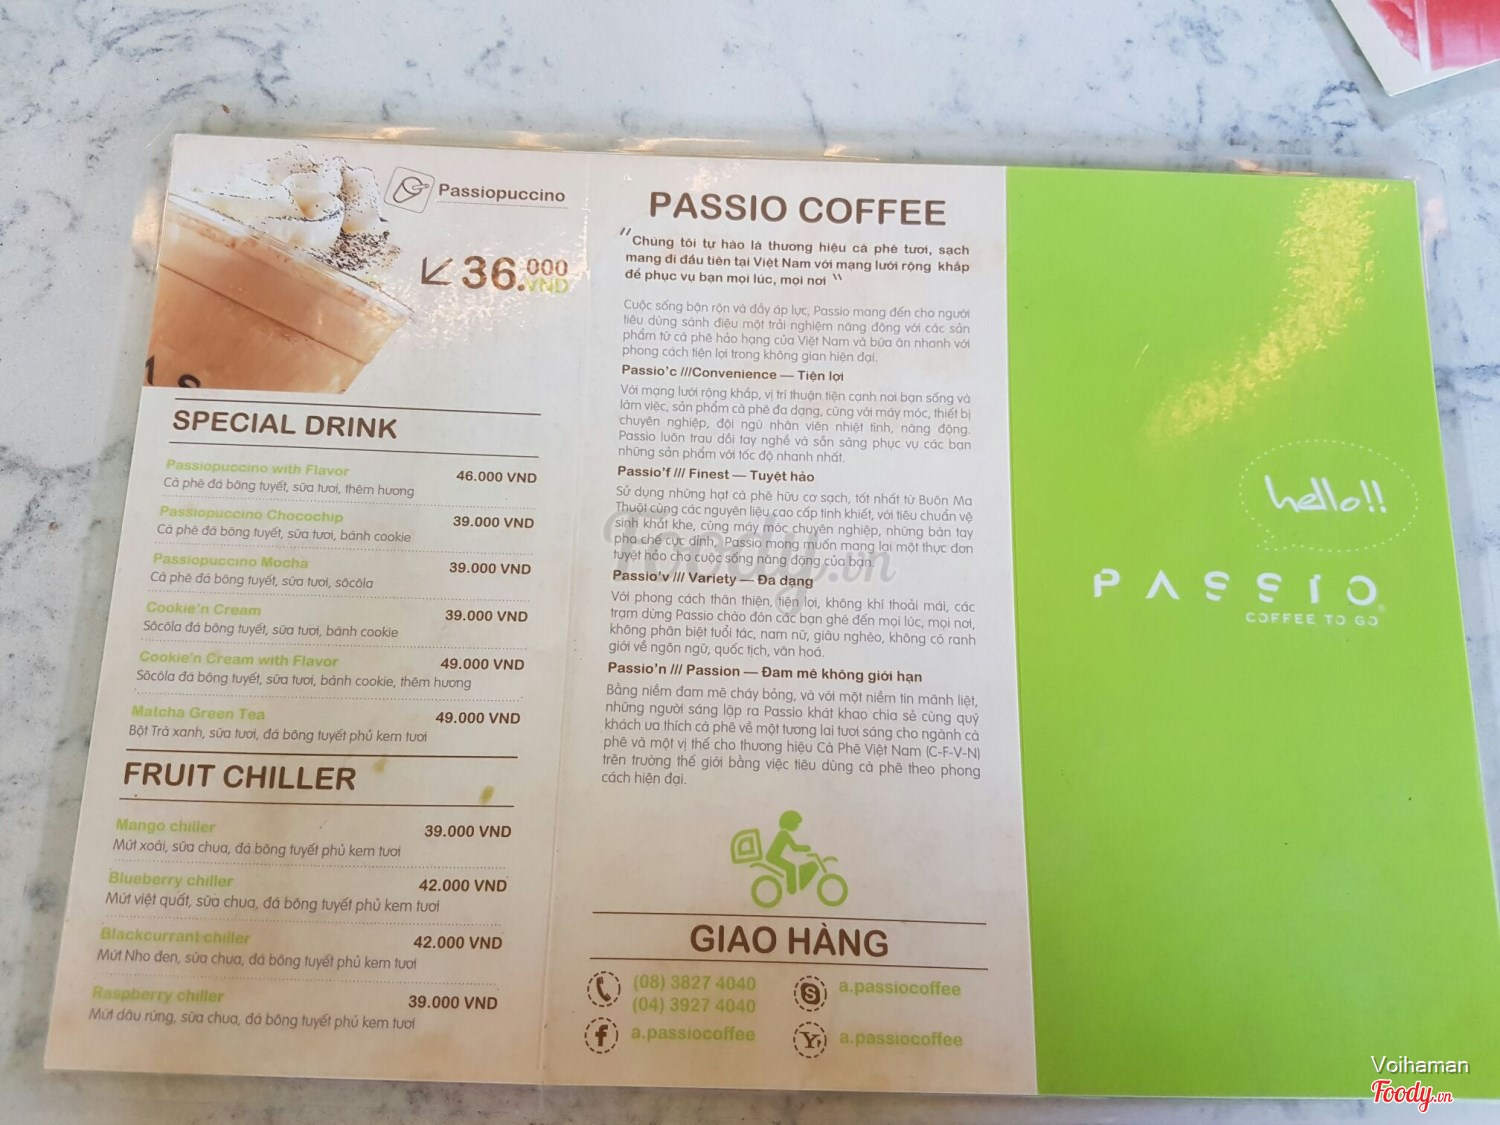 Passiopuccino
36.000
VND
SPECIAL DRINK
Passiopuccino with Flavor 46.000 VND
Cà phê đá bông tuyết, sữa tươi, thêm hương
Passiopuccino Chocochip 39.000 VND
Cà phê đá bông tuyết, sữa tươi, bánh cookie
Passiopuccino Mocha 39.000 VND
Cà phê đá bông tuyết, sữa tươi, sôcôla
Cookie'n Cream 39.000 VND
Sôcôla đá bông tuyết, sữa tươi, bánh cookie
Cookie'n Cream with Flavor 49.000 VND
Sôcôla đá bông tuyết, sữa tươi, bánh cookie, thêm hương
Matcha Green Tea 49.000 VND
Bột Trà xanh, sữa tươi, đá bông tuyết phủ kem tươi
FRUIT CHILLER
Mango chiller 39.000 VND
Mứt xoài, sữa chua, đá bông tuyết phủ kem tươi
Blueberry chiller 42.000 VND
Mứt việt quất, sữa chua, đá bông tuyết phủ kem tươi
Blackcurrant chiller 42.000 VND
Mứt Nho đen, sữa chua, đá bông tuyết phủ kem tươi
Raspberry chiller 39.000 VND
Mứt dâu rừng, sữa chua, đá bông tuyết phủ kem tươi
PASSIO COFFEE
"Chúng tôi tự hào là thương hiệu cà phê tươi, sạch
mang đi đầu tiên tại Việt Nam với mạng lưới rộng khắp
để phục vụ bạn mọi lúc, mọi nơi "
Cuộc sống bận rộn và đầy áp lực, Passio mang đến cho người
tiêu dùng sành điệu một trải nghiệm năng động với các sản
phẩm từ cà phê hảo hạng của Việt Nam và bữa ăn nhanh với
phong cách tiện lợi trong không gian hiện đại.
Passio'c ///Convenience — Tiện lợi
Với mạng lưới rộng khắp, vị trí thuận tiện cạnh nơi bạn sống và
làm việc, sản phẩm cà phê đa dạng, cùng với máy móc, thiết bị
chuyên nghiệp, đội ngũ nhân viên nhiệt tình, năng động.
Passio luôn trau dồi tay nghề và sẵn sàng phục vụ các bạn
những sản phẩm với tốc độ nhanh nhất.
Passio'f /// Finest — Tuyệt hảo
Sử dụng những hạt cà phê hữu cơ sạch, tốt nhất từ Buôn Ma
Thuột cùng các nguyên liệu cao cấp tinh khiết, với tiêu chuẩn vệ
sinh khắt khe, cùng máy móc chuyên nghiệp, những bàn tay
pha chế cực đỉnh, Passio mong muốn mang lại một thực đơn
tuyệt hảo cho cuộc sống năng động của bạn.
Passio'v /// Variety — Đa dạng
Với phong cách thân thiện, tiện lợi, không khí thoải mái, các
trạm dừng Passio chào đón các bạn ghé đến mọi lúc, mọi nơi,
không phân biệt tuổi tác, nam nữ, giàu nghèo, không có ranh
giới về ngôn ngữ, quốc tịch, văn hoá.
Passio'n /// Passion — Đam mê không giới hạn
Bằng niềm đam mê cháy bỏng, và với một niềm tin mãnh liệt,
những người sáng lập ra Passio khát khao chia sẻ cùng quý
khách ưa thích cà phê về một tương lai tươi sáng cho ngành cà
phê và một vị thế cho thương hiệu Cà Phê Việt Nam (C-F-V-N)
trên trường thế giới bằng việc tiêu dùng cà phê theo phong
cách hiện đại.
GIAO HÀNG
(08) 3827 4040
(04) 3927 4040
a.passiocoffee
a.passiocoffee
a.passiocoffee
hello!!
PASSIO
COFFEE TO GO
Foody.vn
Voihaman
Foody.vn